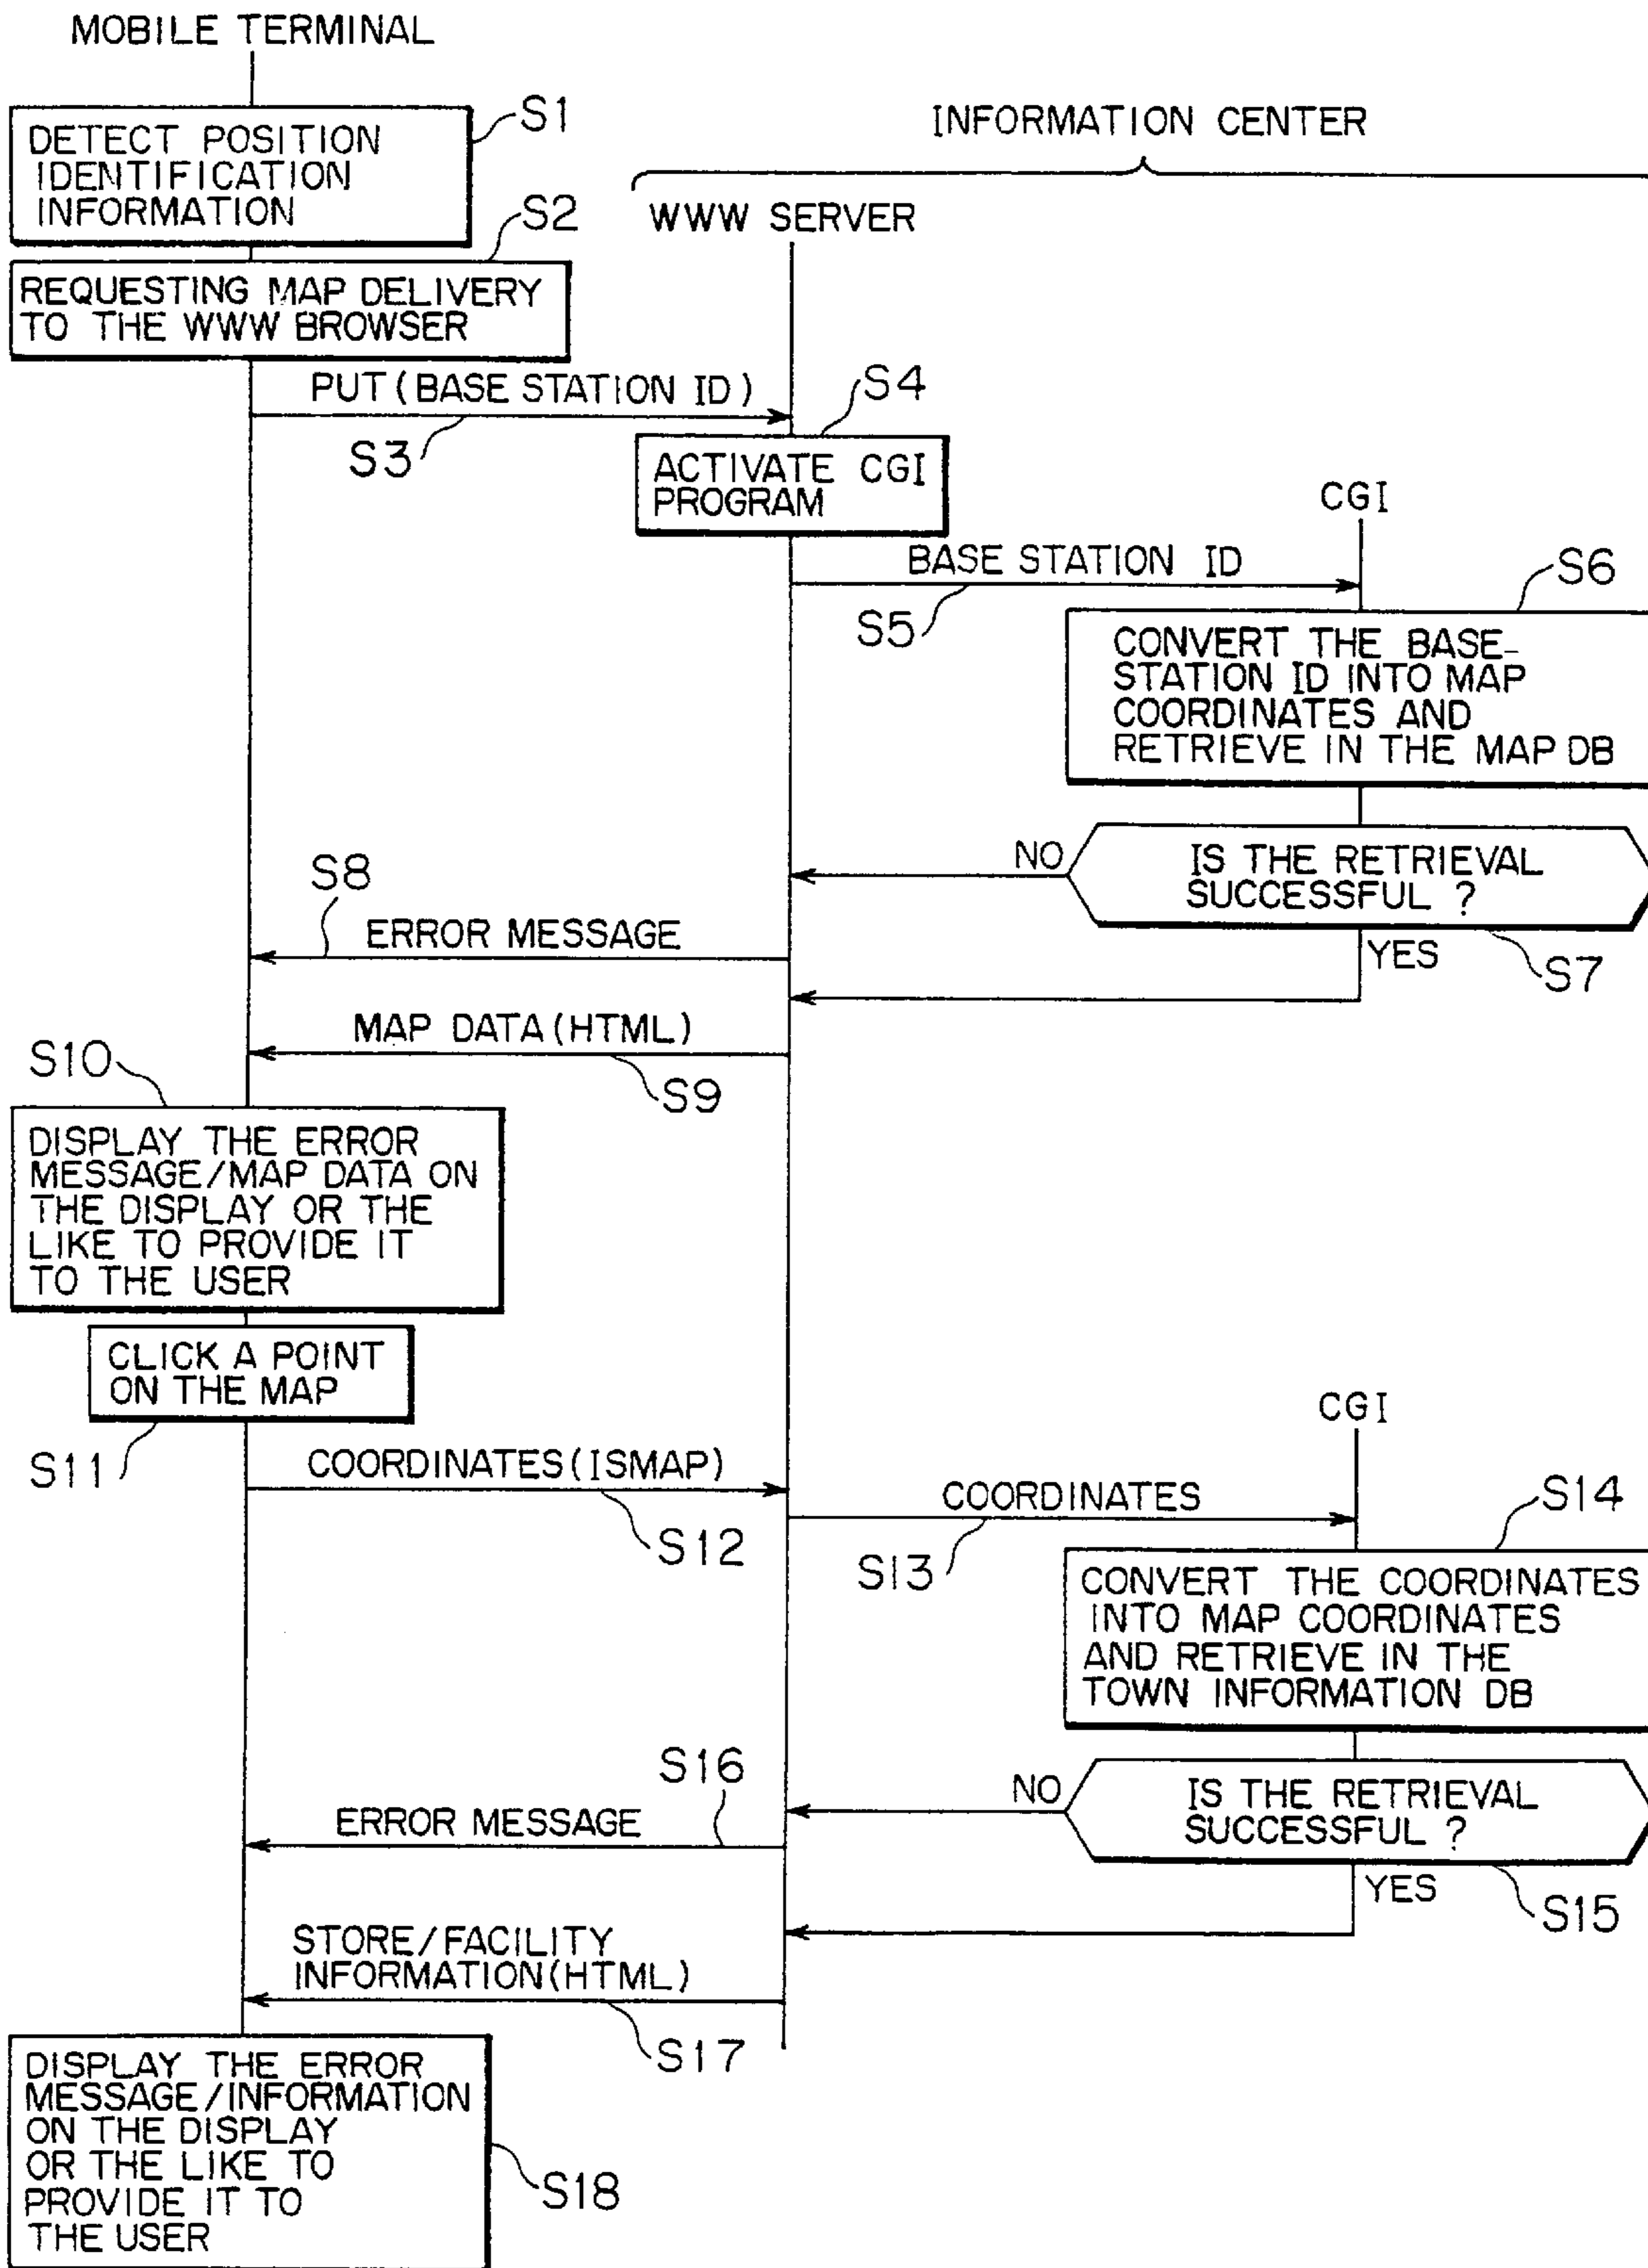 MOBILE TERMINAL
S1
DETECT POSITION
IDENTIFICATION
INFORMATION
INFORMATION CENTER
S2
WWW SERVER
REQUESTING MAP DELIVERY
TO THE WWW BROWSER
PUT (BASE STATION ID)
S3
S4
ACTIVATE CGI
PROGRAM
CGI
BASE STATION ID
S5
S6
CONVERT THE BASE-
STATION ID INTO MAP
COORDINATES AND
RETRIEVE IN THE MAP DB
NO
IS THE RETRIEVAL
SUCCESSFUL ?
S8
ERROR MESSAGE
YES
S7
MAP DATA (HTML)
S9
S10
DISPLAY THE ERROR
MESSAGE/MAP DATA ON
THE DISPLAY OR THE
LIKE TO PROVIDE IT
TO THE USER
CLICK A POINT
ON THE MAP
S11
CGI
COORDINATES (ISMAP)
S12
COORDINATES
S13
S14
CONVERT THE COORDINATES
INTO MAP COORDINATES
AND RETRIEVE IN THE
TOWN INFORMATION DB
S16
NO
IS THE RETRIEVAL
SUCCESSFUL ?
ERROR MESSAGE
YES
S15
STORE/FACILITY
INFORMATION (HTML)
S17
DISPLAY THE ERROR
MESSAGE/INFORMATION
ON THE DISPLAY
OR THE LIKE TO
PROVIDE IT TO
THE USER
S18